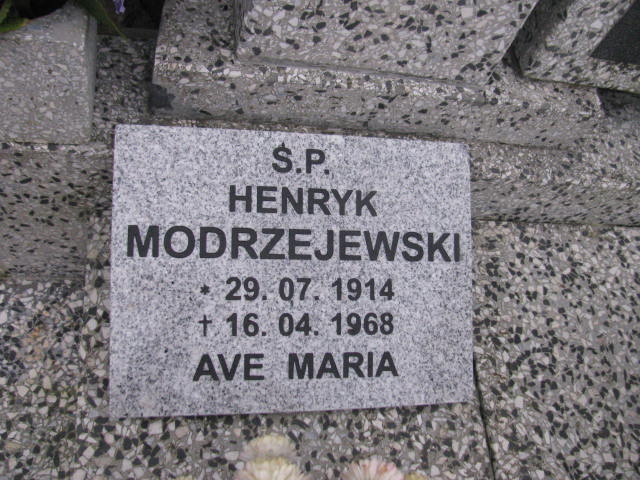 Ś.P.
HENRYK
MODRZEJEWSKI
* 29. 07. 1914
† 16. 04. 1968
AVE MARIA